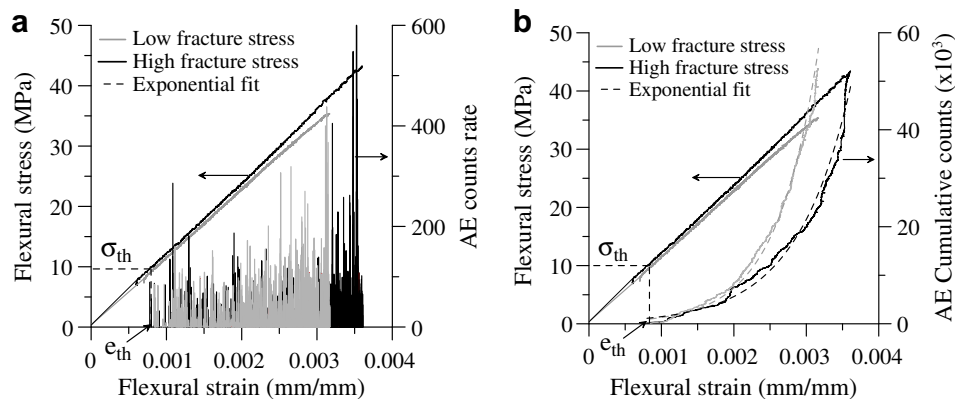 a
50
40
30
20
10
0
Flexural stress (MPa)
Low fracture stress
High fracture stress
Exponential fit
σth
eth
600
400
200
0
AE counts rate
0 0.001 0.002 0.003 0.004
Flexural strain (mm/mm)
b
50
40
30
20
10
0
Flexural stress (MPa)
Low fracture stress
High fracture stress
Exponential fit
σth
eth
60
40
20
0
AE Cumulative counts (x10³)
0 0.001 0.002 0.003 0.004
Flexural strain (mm/mm)